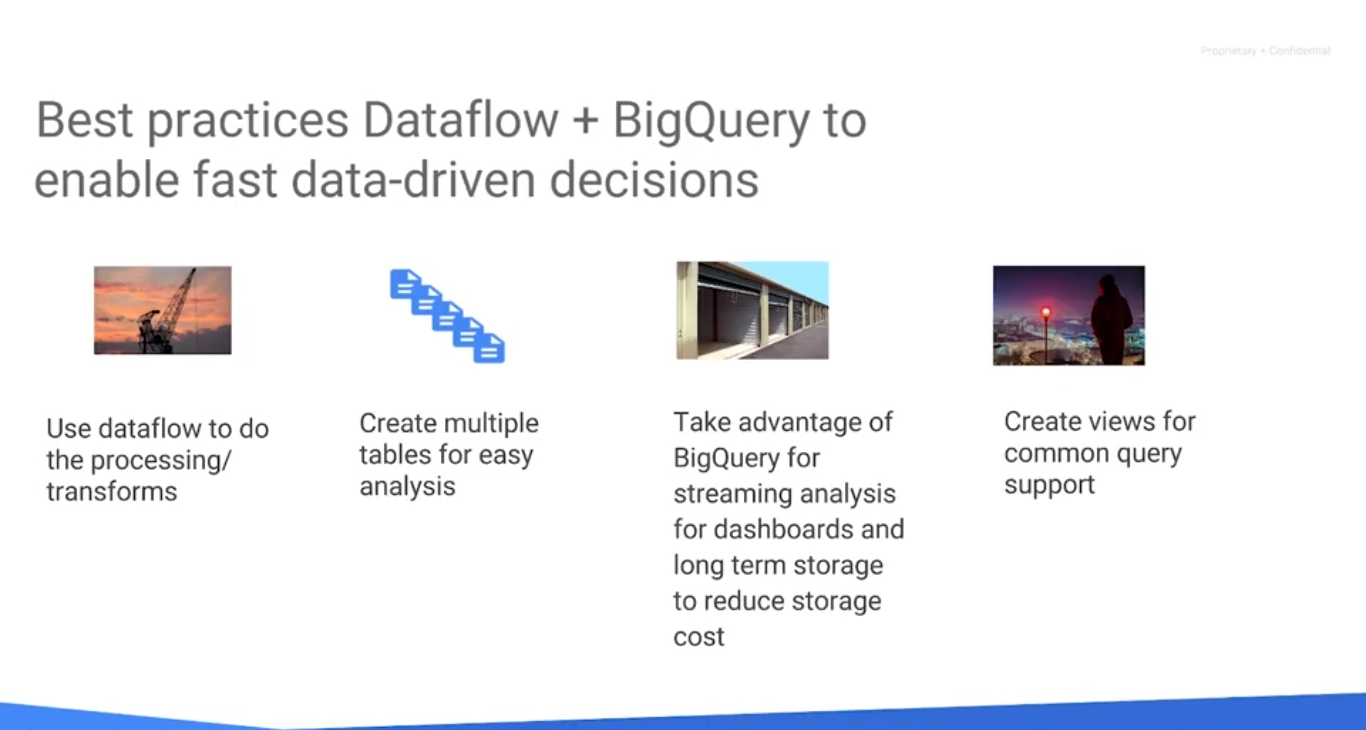 Proprietary + Confidential
Best practices Dataflow + BigQuery to
enable fast data-driven decisions
Use dataflow to do
the processing/
transforms
Create multiple
tables for easy
analysis
Take advantage of
BigQuery for
streaming analysis
for dashboards and
long term storage
to reduce storage
cost
Create views for
common query
support